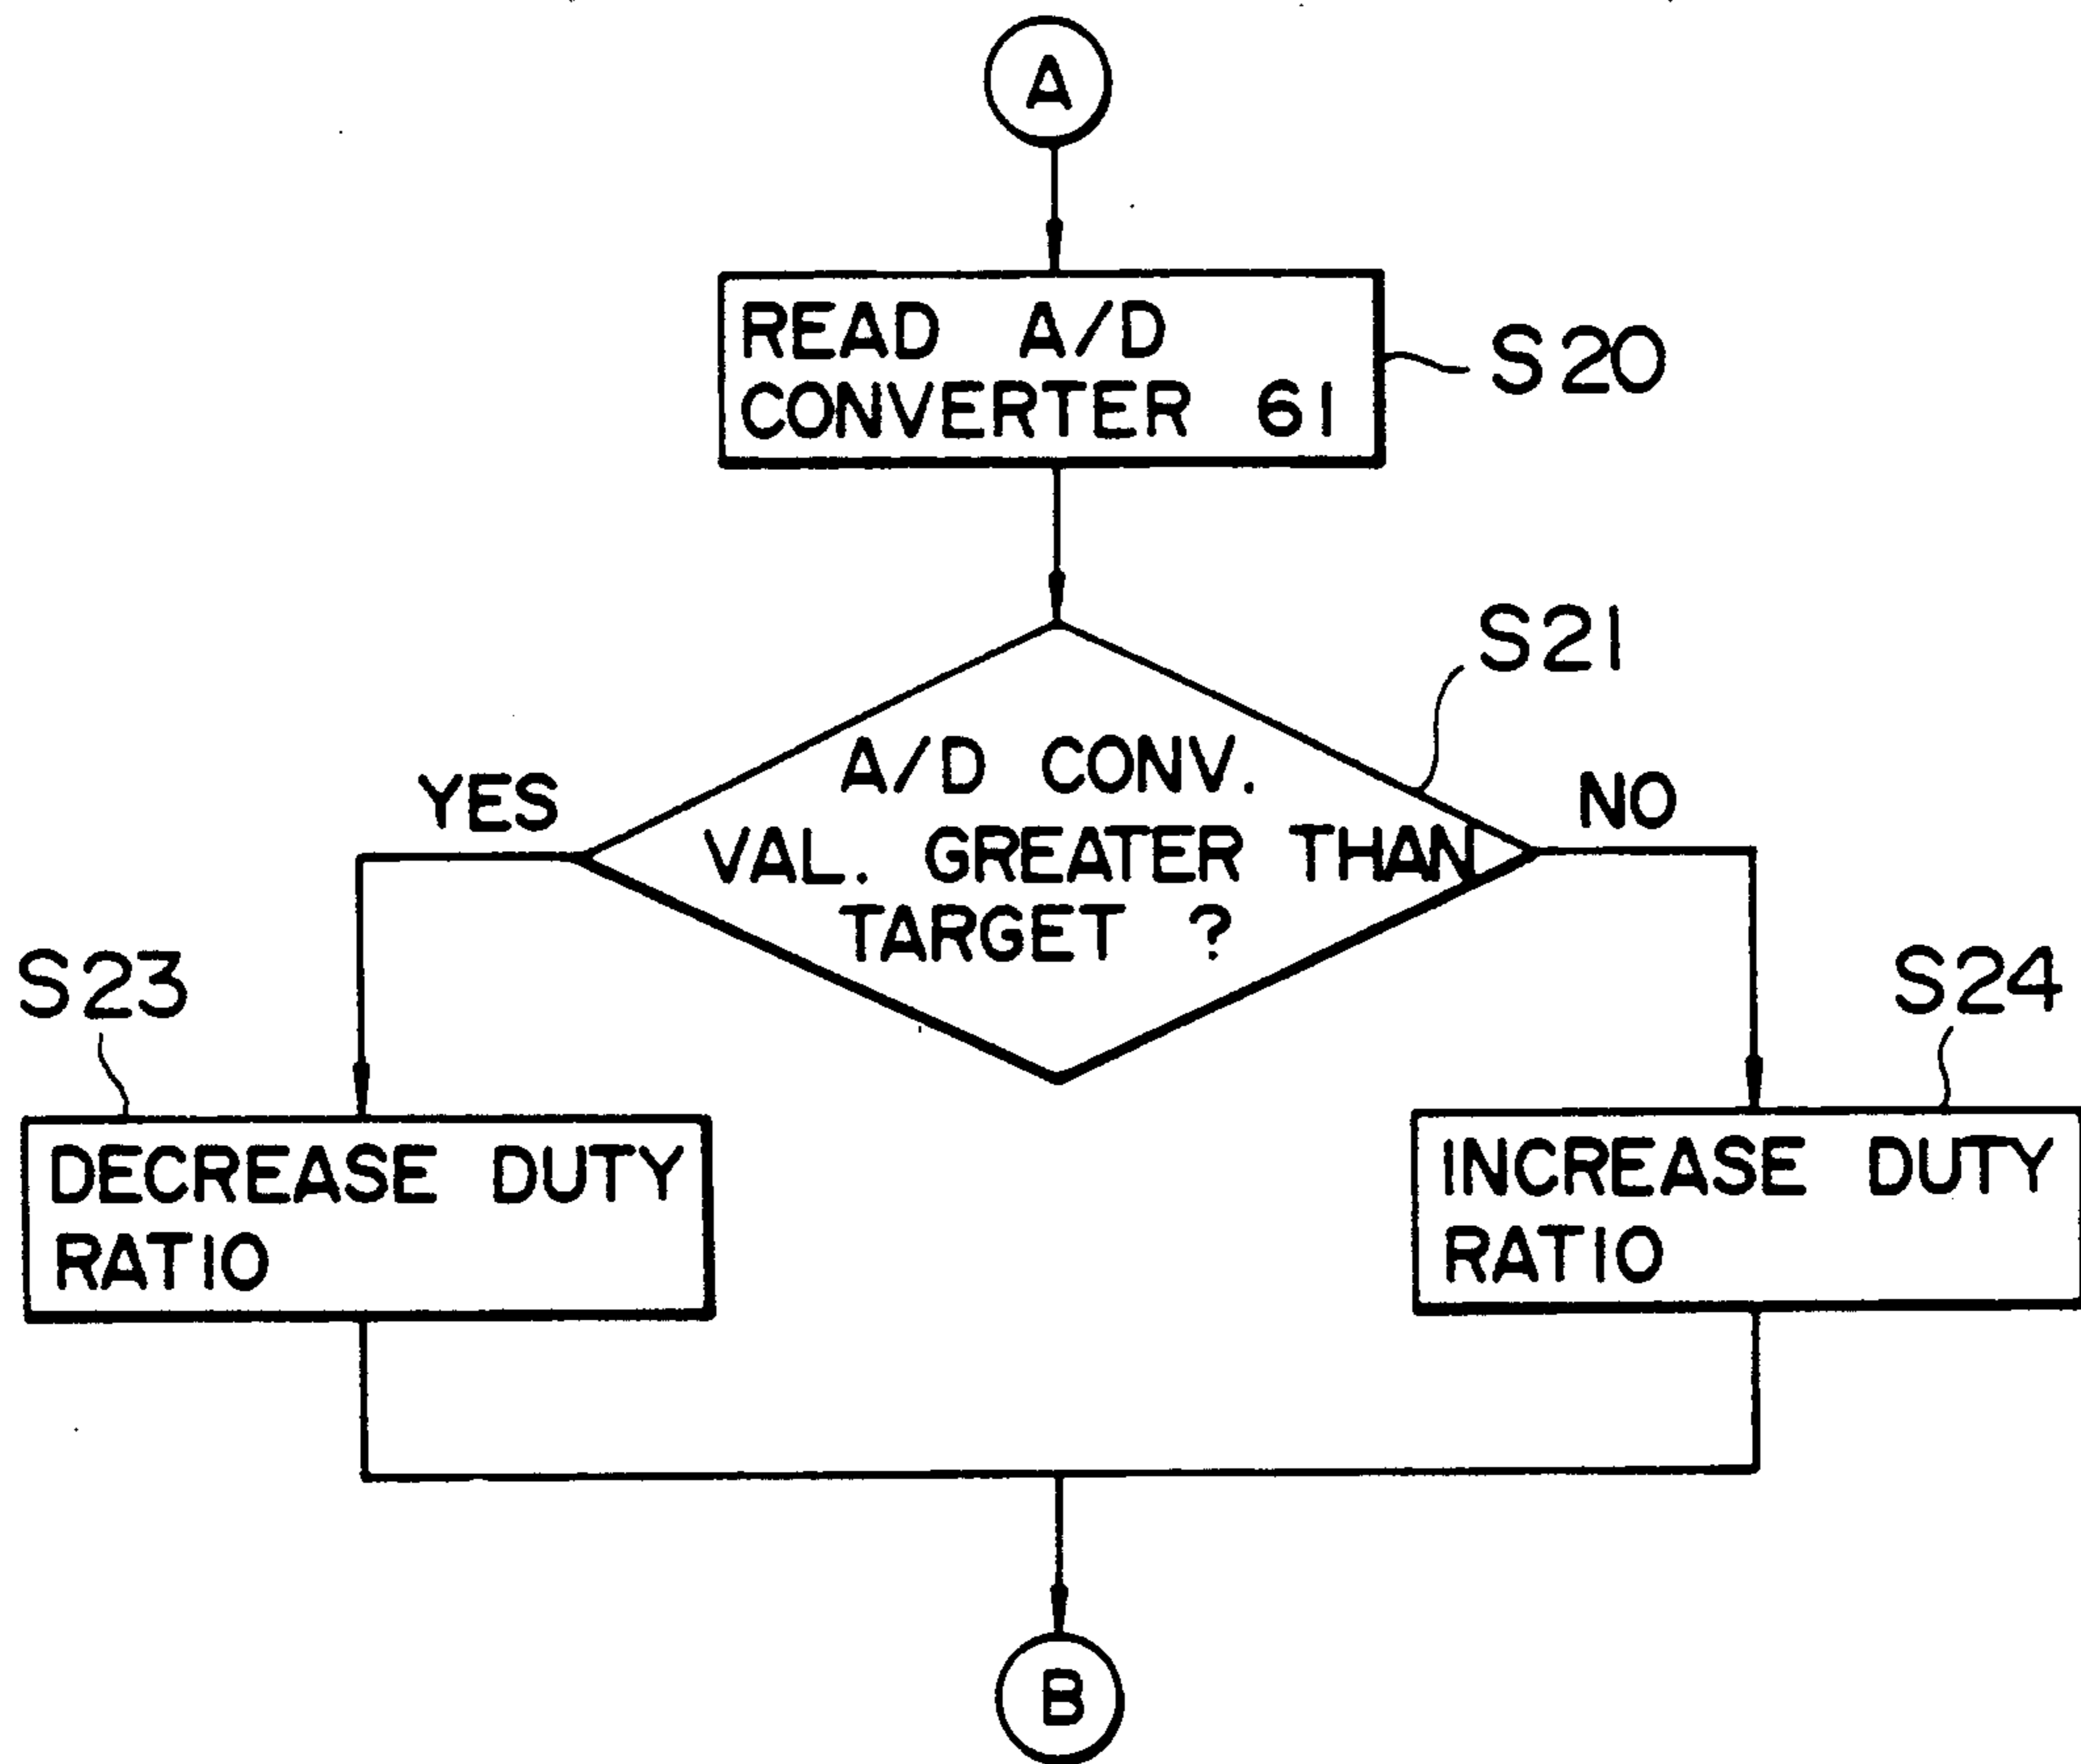 A
READ A/D
CONVERTER 61
S20
S21
A/D CONV.
VAL. GREATER THAN
TARGET ?
YES
NO
S23
S24
DECREASE DUTY
RATIO
INCREASE DUTY
RATIO
B